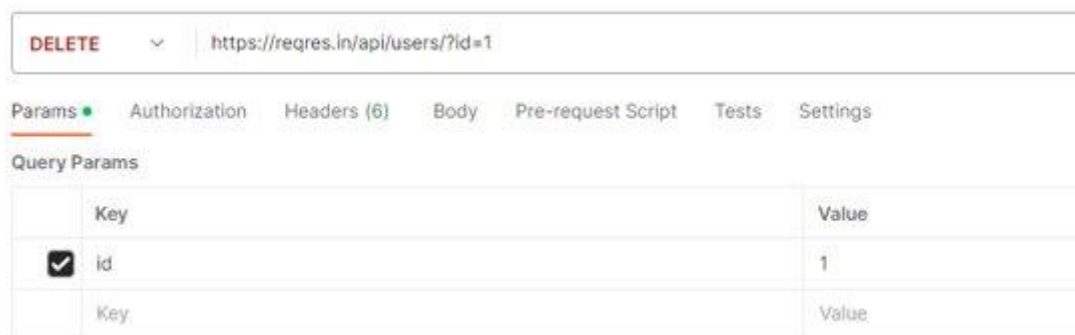 DELETE https://reqres.in/api/users/?id=1
Params Authorization Headers (6) Body Pre-request Script Tests Settings
Query Params
Key Value
id 1
Key Value